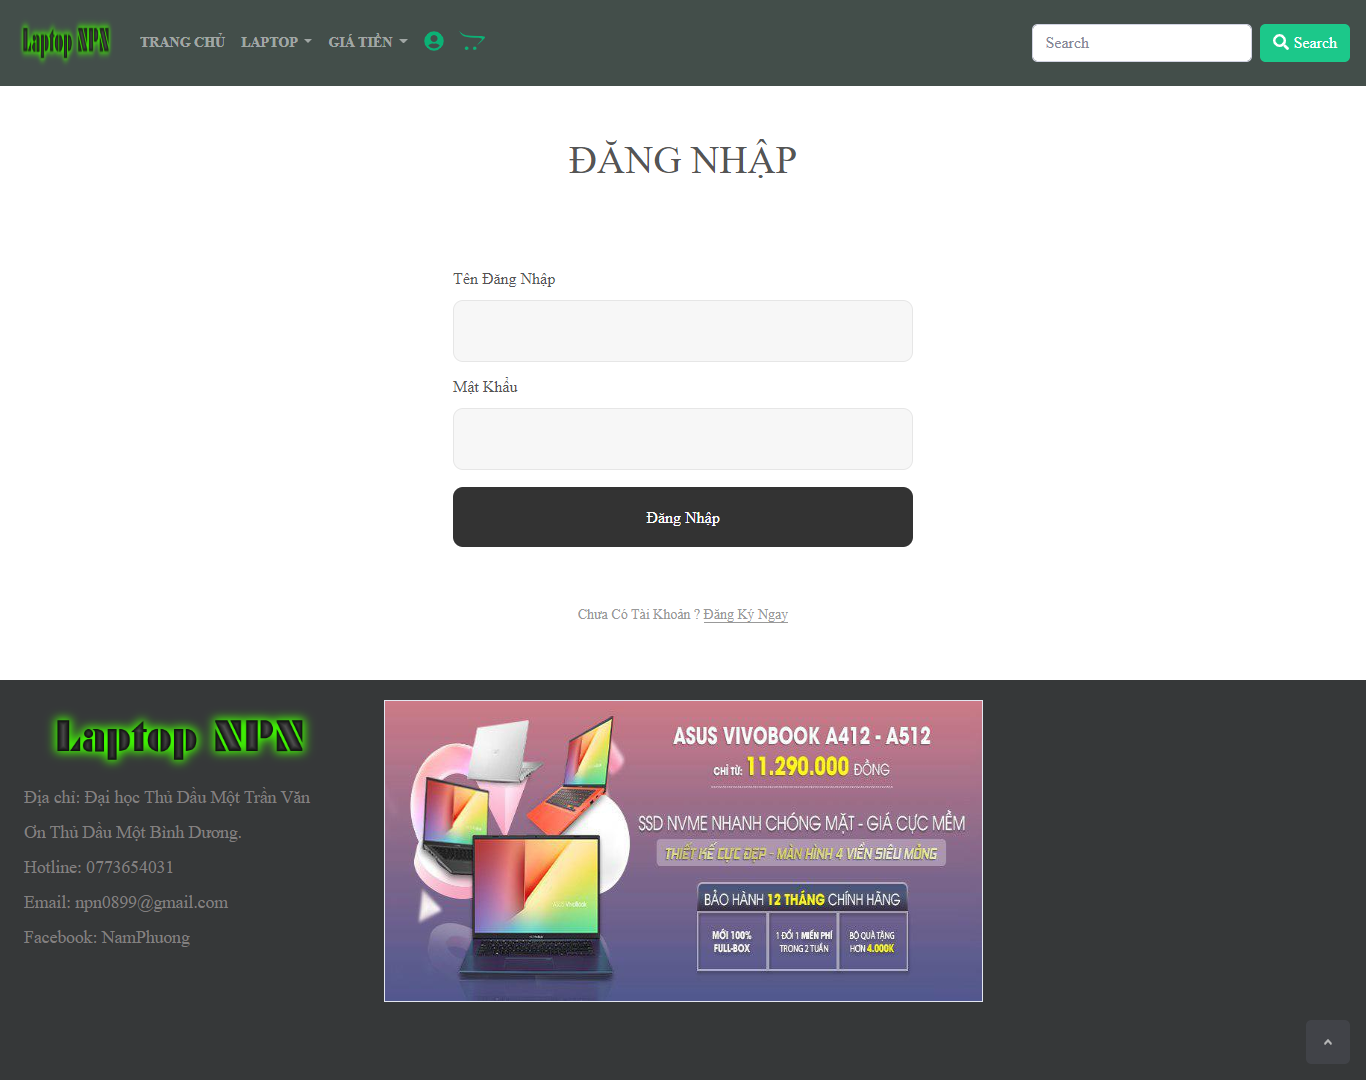 Laptop NPN
TRANG CHỦ
LAPTOP
GIÁ TIỀN
Search
Search
ĐĂNG NHẬP
Tên Đăng Nhập
Mật Khẩu
Đăng Nhập
Chưa Có Tài Khoản ? Đăng Ký Ngay
Laptop NPN
Địa chỉ: Đại học Thủ Dầu Một Trần Văn
Ơn Thủ Dầu Một Bình Dương.
Hotline: 0773654031
Email: npn0899@gmail.com
Facebook: NamPhuong
ASUS VIVOBOOK A412 - A512
CHỈ TỪ: 11.290.000 ĐỒNG
SSD NVME NHANH CHÓNG MẶT - GIÁ CỰC MỀM
THIẾT KẾ CỰC ĐẸP - MÀN HÌNH 4 VIỀN SIÊU MỎNG
BẢO HÀNH 12 THÁNG CHÍNH HÃNG
MỚI 100%
FULL-BOX
1 ĐỔI 1 MIỄN PHÍ
TRONG 2 TUẦN
BỘ QUÀ TẶNG
HƠN 4.000K
ASUS VivoBook